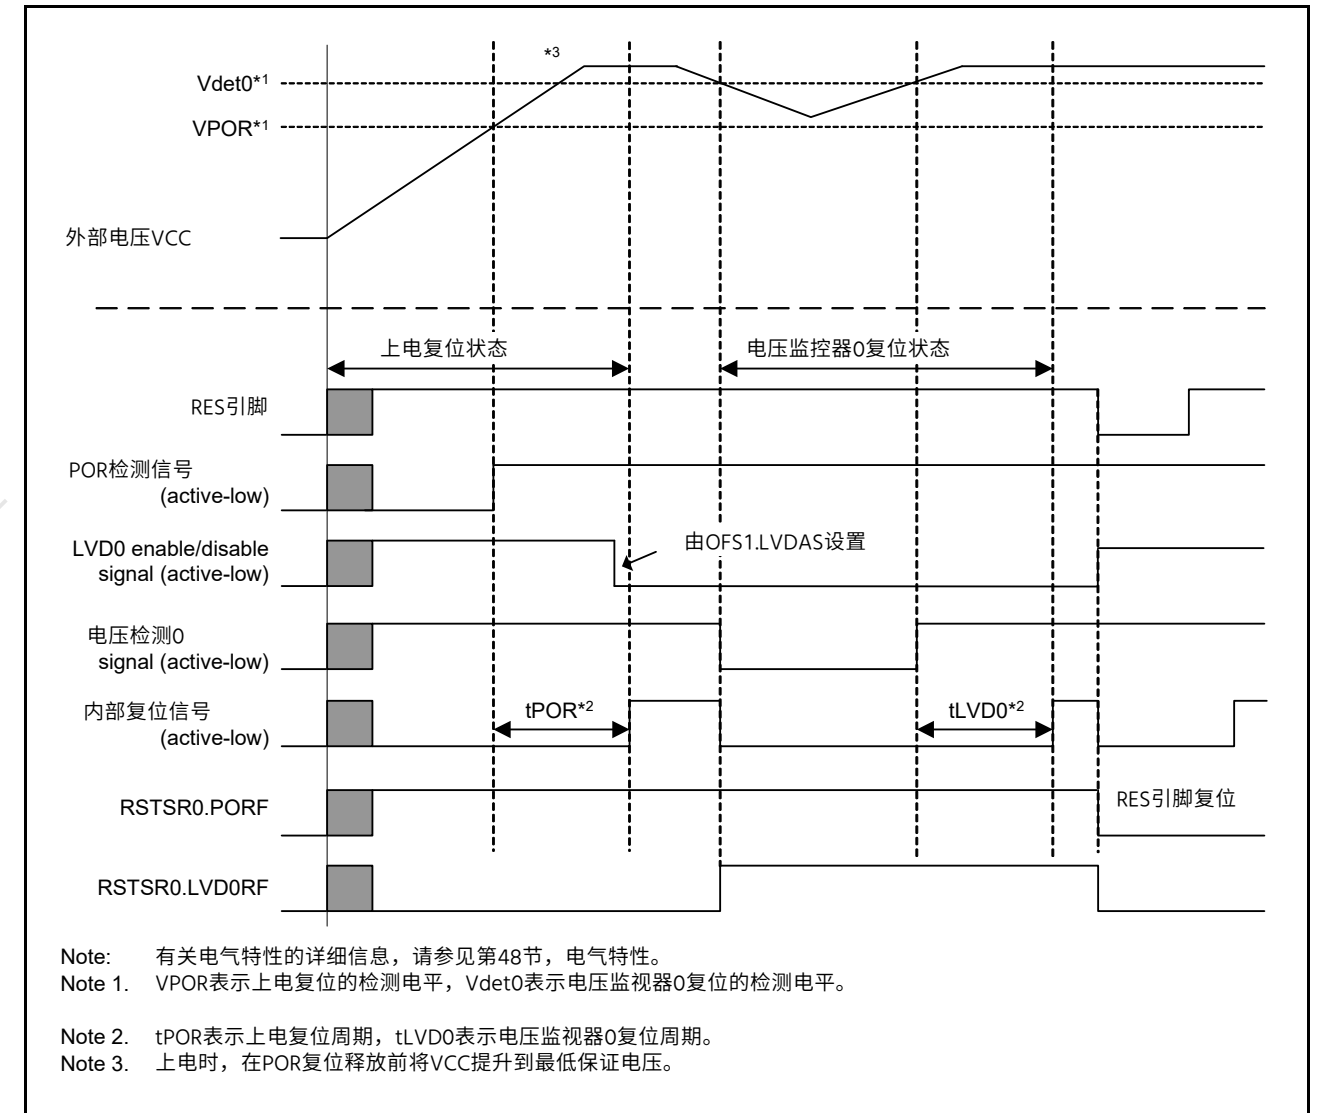 *3
Vdet0*1
VPOR*1
外部电压VCC
上电复位状态
电压监控器0复位状态
RES引脚
POR检测信号
(active-low)
LVD0 enable/disable
signal (active-low)
由OFS1.LVDAS设置
电压检测0
signal (active-low)
内部复位信号
(active-low)
tPOR*2
tLVD0*2
RSTSR0.PORF
RES引脚复位
RSTSR0.LVD0RF
Note: 有关电气特性的详细信息，请参见第48节，电气特性。
Note 1. VPOR表示上电复位的检测电平，Vdet0表示电压监视器0复位的检测电平。
Note 2. tPOR表示上电复位周期，tLVD0表示电压监视器0复位周期。
Note 3. 上电时，在POR复位释放前将VCC提升到最低保证电压。